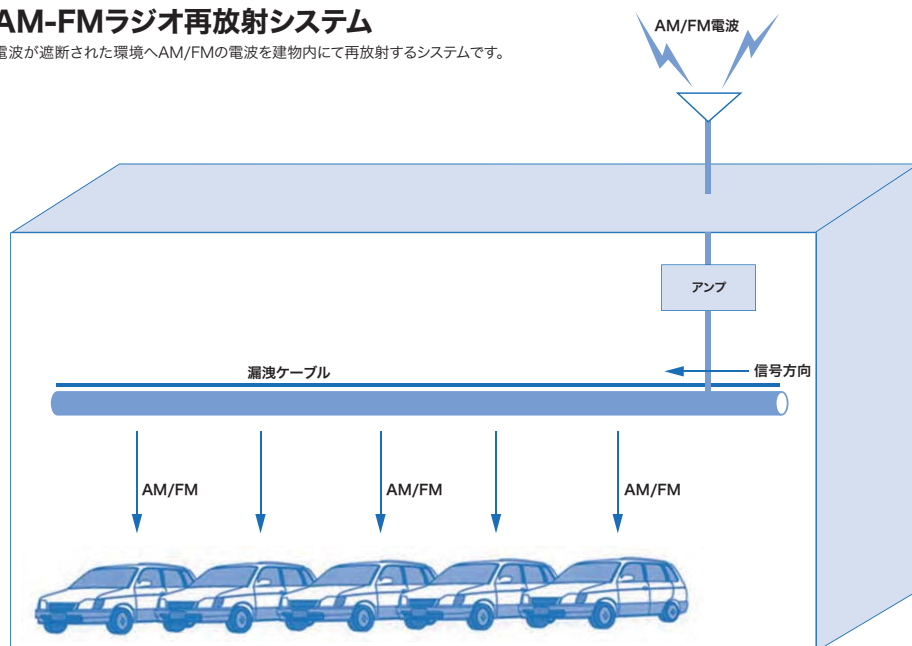 AM-FMラジオ再放射システム
電波が遮断された環境へAM/FMの電波を建物内にて再放射するシステムです。
AM/FM電波
アンプ
漏洩ケーブル
信号方向
AM/FM
AM/FM
AM/FM